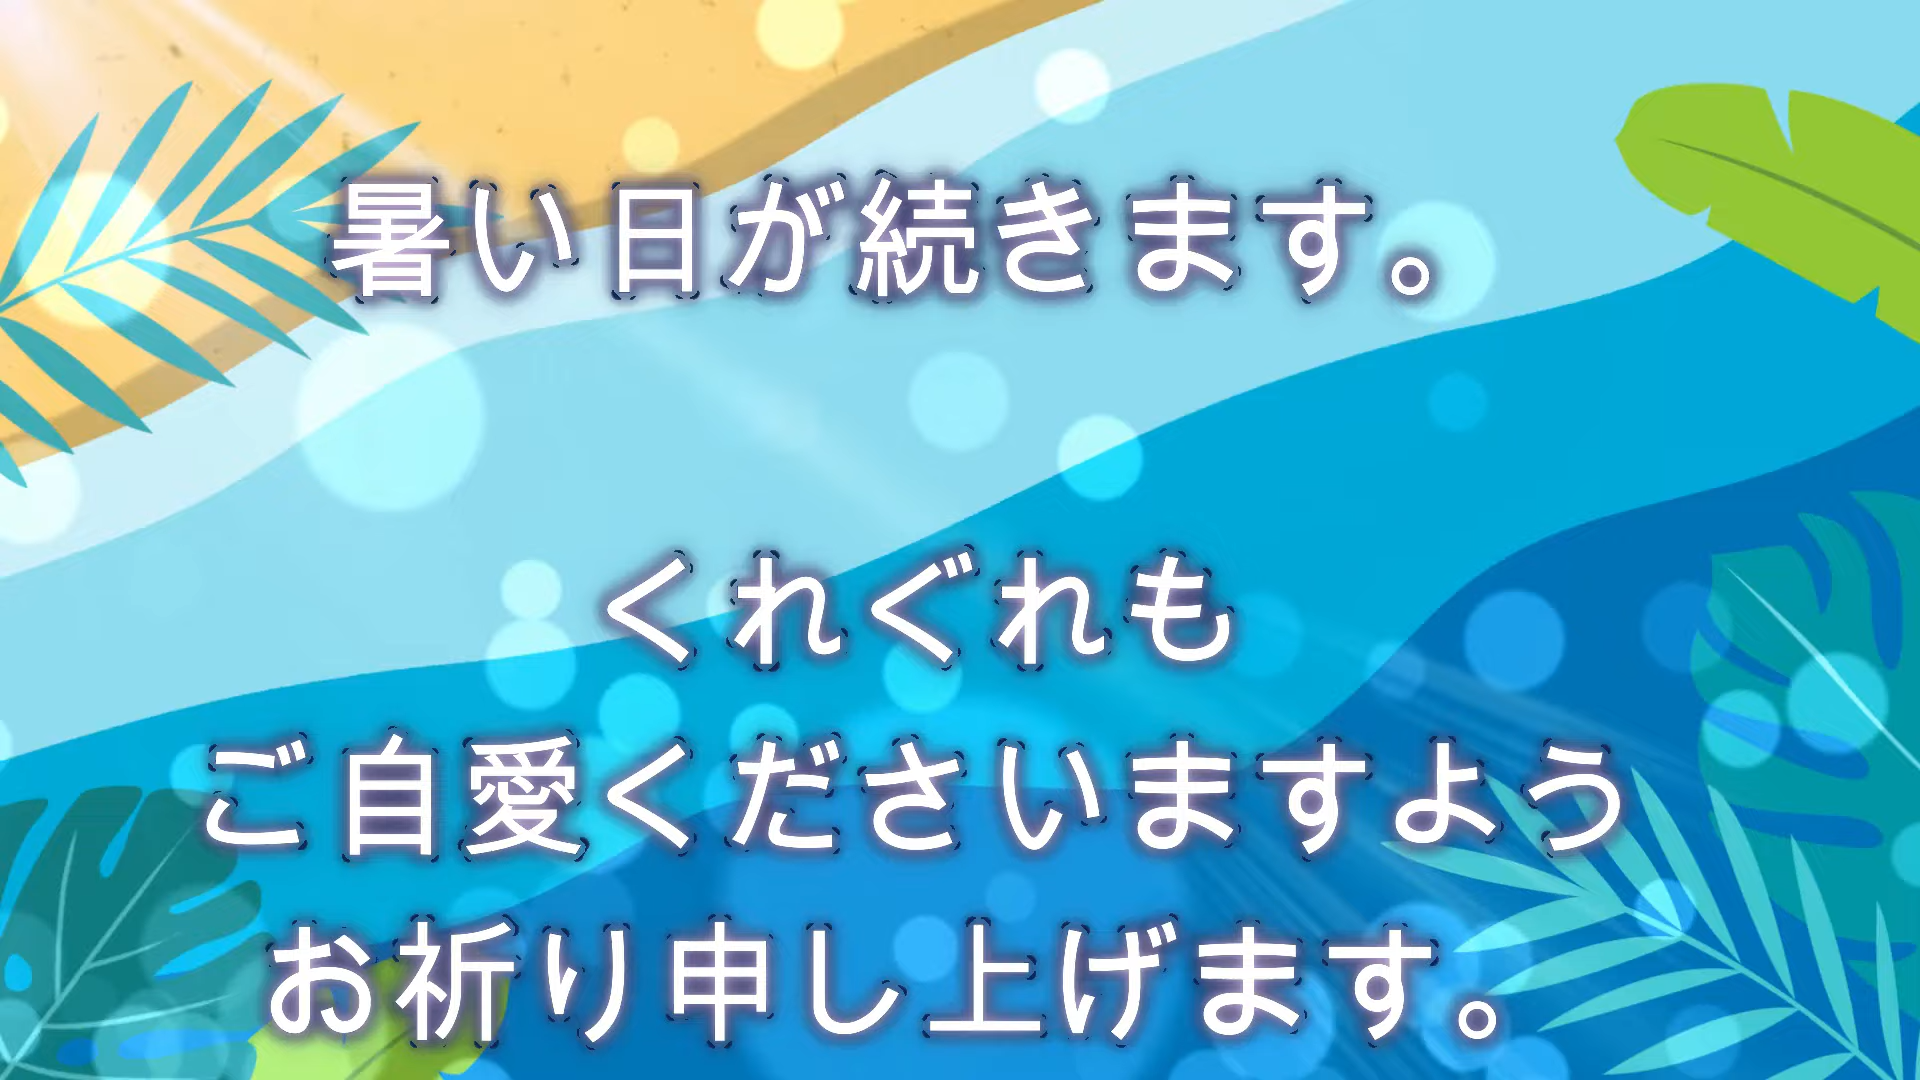 暑い日が続きます。
くれぐれも
ご自愛くださいますよう
お祈り申し上げます。